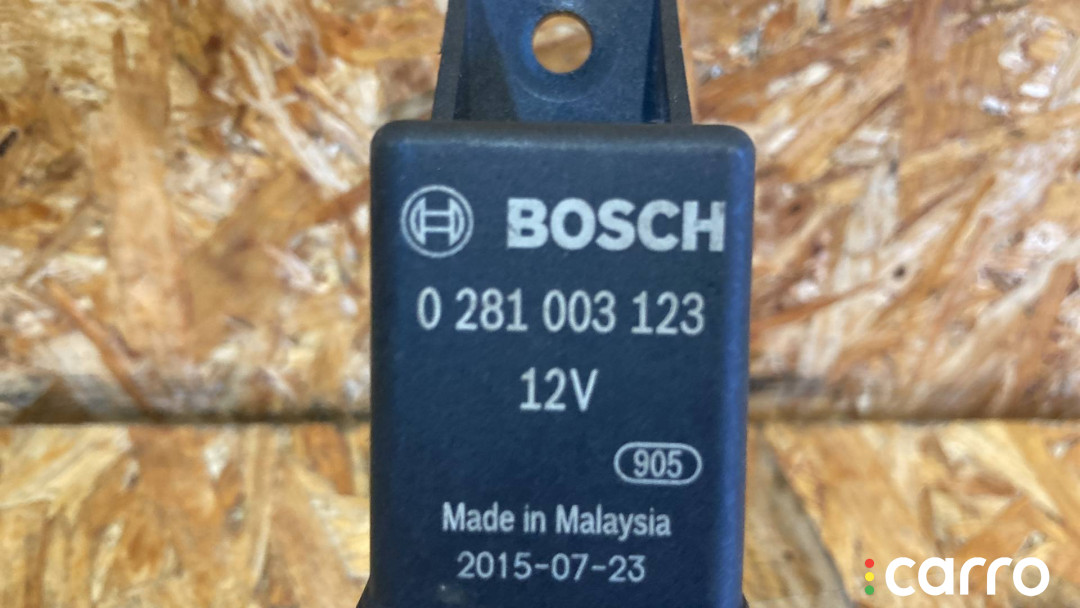 BOSCH
0 281 003 123
12V
905
Made in Malaysia
2015-07-23
carro